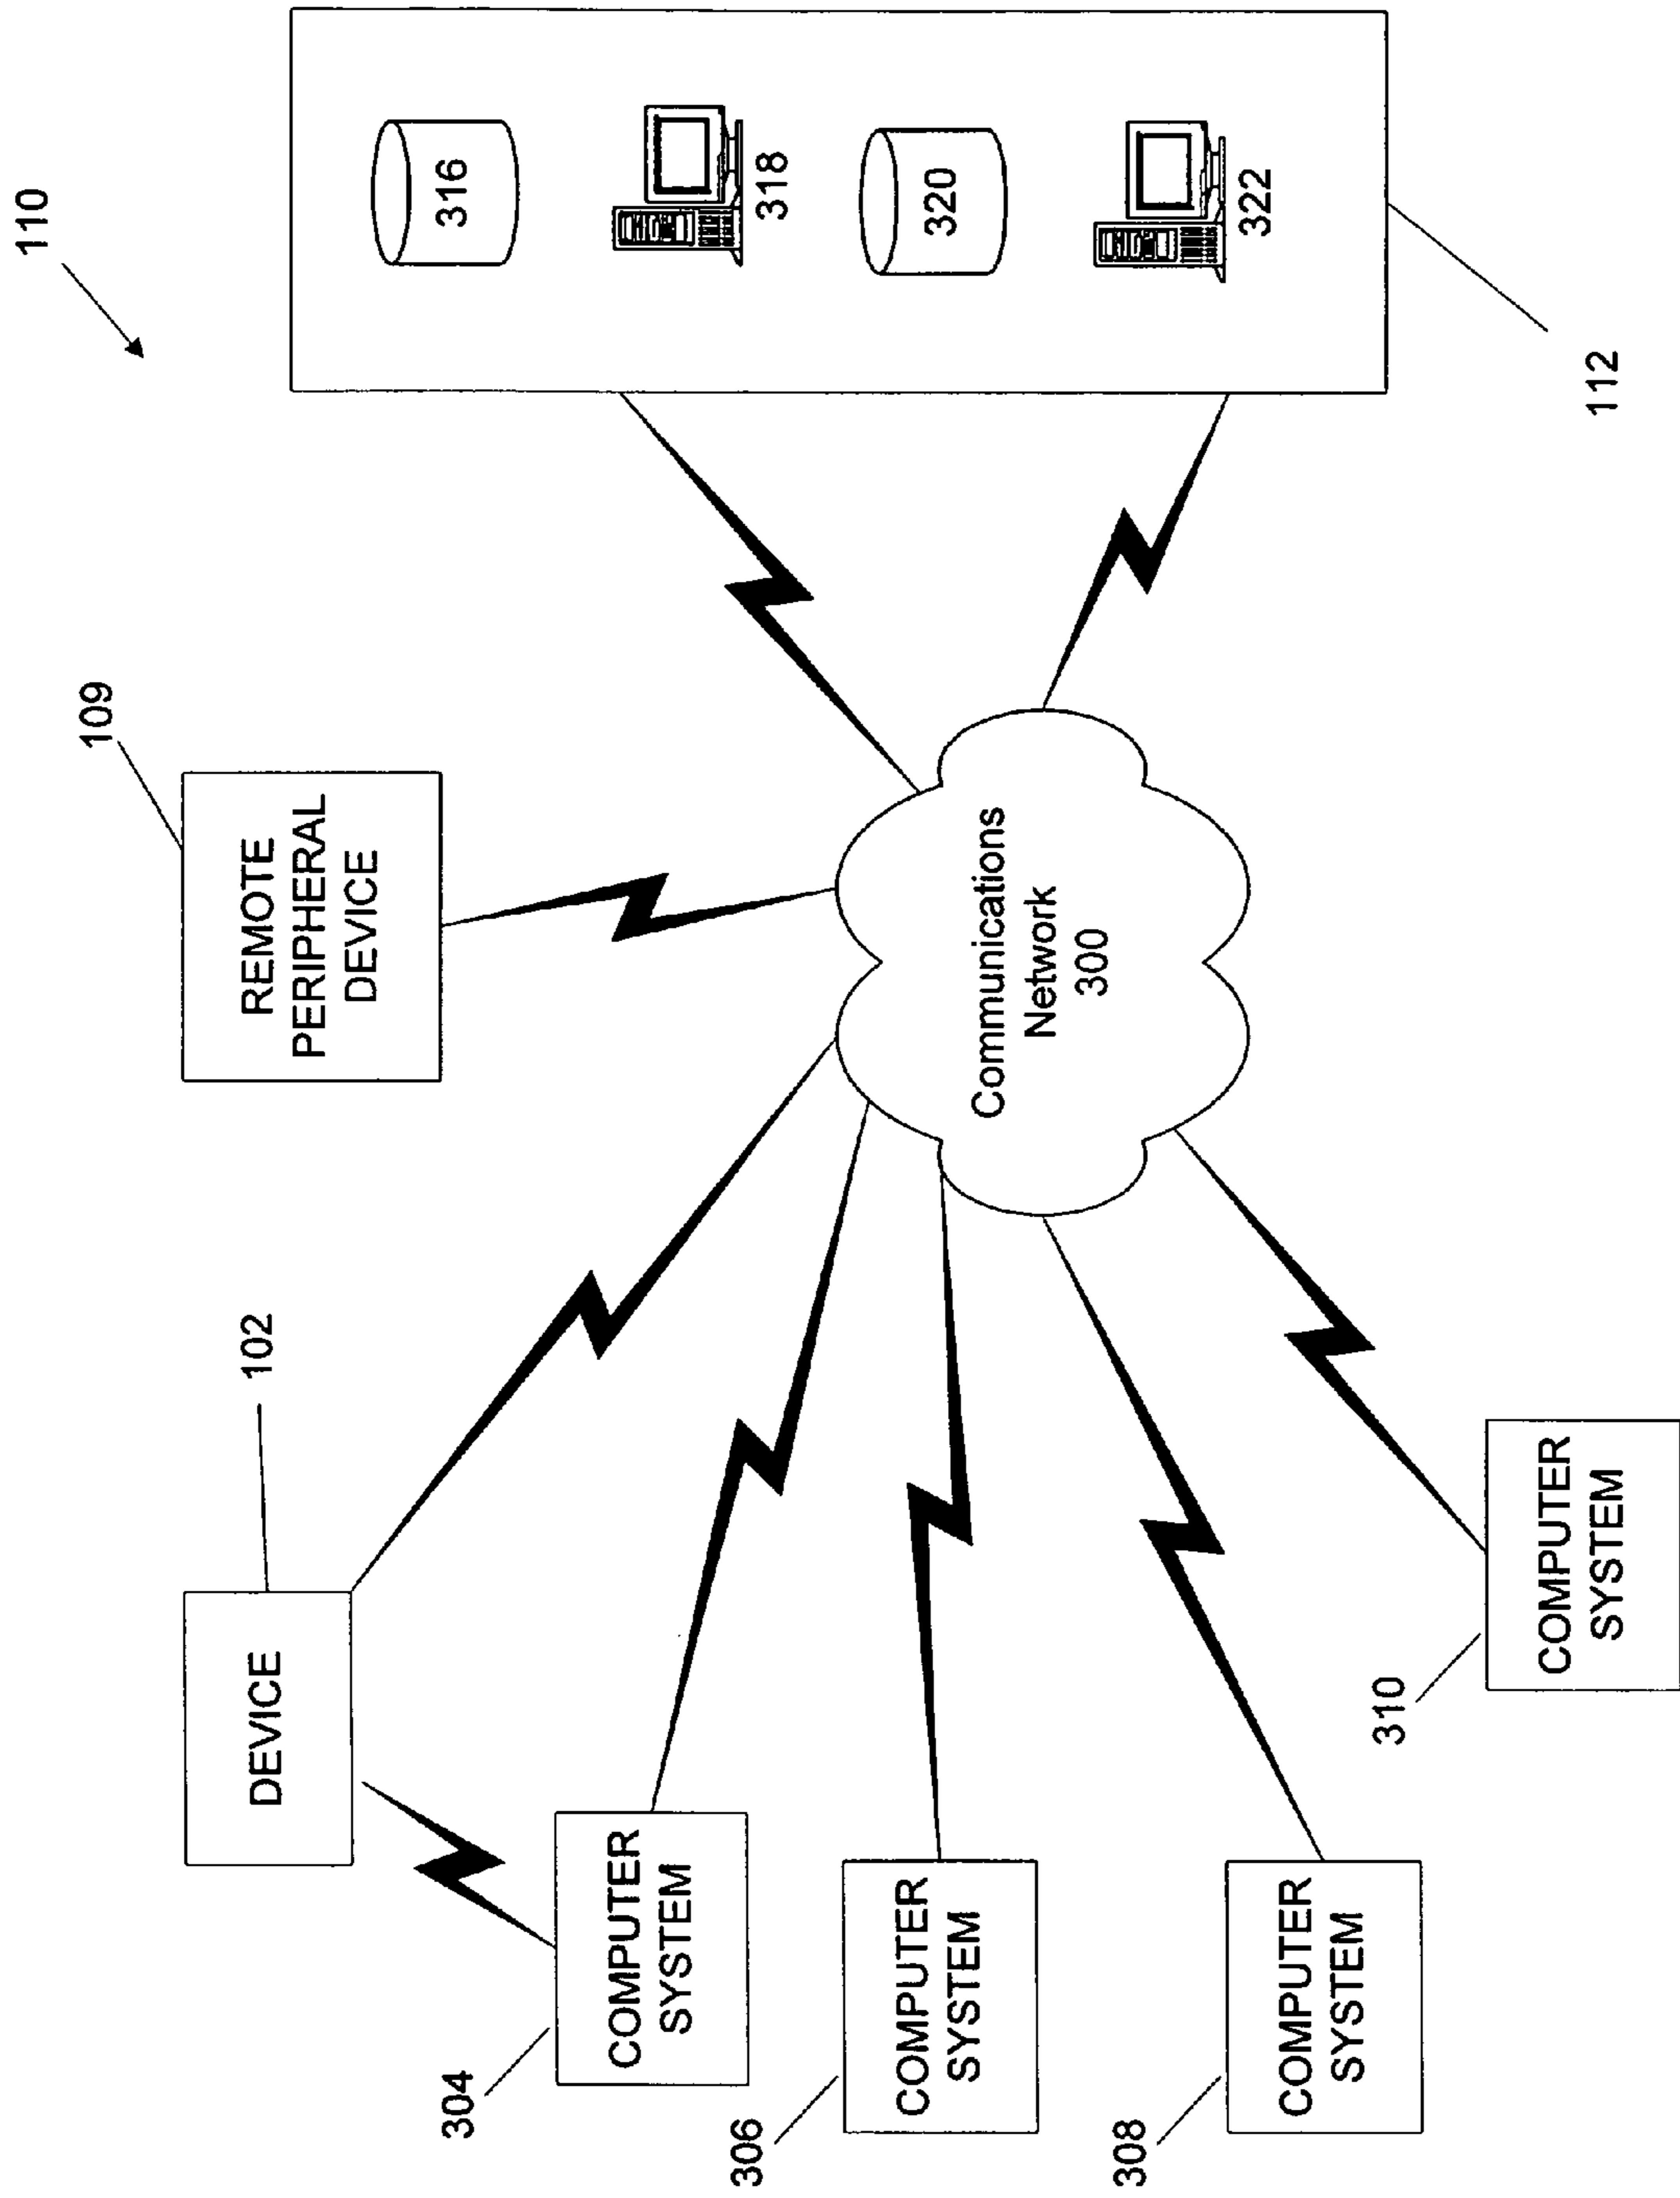 110
109
REMOTE
PERIPHERAL
DEVICE
102
DEVICE
316
318
320
322
112
Communications
Network
300
304
COMPUTER
SYSTEM
306
COMPUTER
SYSTEM
308
COMPUTER
SYSTEM
310
COMPUTER
SYSTEM